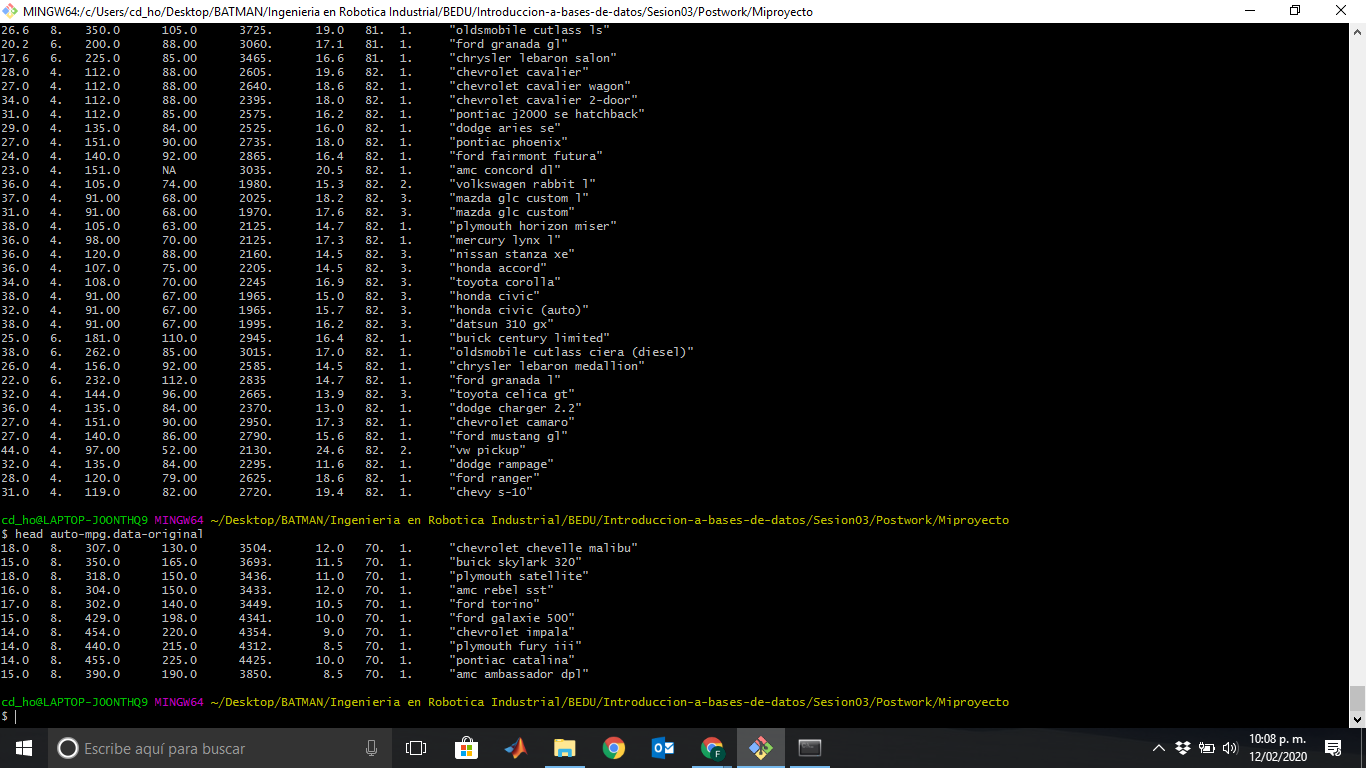 MINGW64:/c/Users/cd_ho/Desktop/BATMAN/Ingenieria en Robotica Industrial/BEDU/Introduccion-a-bases-de-datos/Sesion03/Postwork/Miproyecto
26.6 8. 350.0 105.0 3725. 19.0 81. 1. "oldsmobile cutlass ls"
20.2 6. 200.0 88.00 3060. 17.1 81. 1. "ford granada gl"
17.6 6. 225.0 85.00 3465. 16.6 81. 1. "chrysler lebaron salon"
28.0 4. 112.0 88.00 2605. 19.6 82. 1. "chevrolet cavalier"
27.0 4. 112.0 88.00 2640. 18.6 82. 1. "chevrolet cavalier wagon"
34.0 4. 112.0 88.00 2395. 18.0 82. 1. "chevrolet cavalier 2-door"
31.0 4. 112.0 85.00 2575. 16.2 82. 1. "pontiac j2000 se hatchback"
29.0 4. 135.0 84.00 2525. 16.0 82. 1. "dodge aries se"
27.0 4. 151.0 90.00 2735. 18.0 82. 1. "pontiac phoenix"
24.0 4. 140.0 92.00 2865. 16.4 82. 1. "ford fairmont futura"
23.0 4. 151.0 NA 3035. 20.5 82. 1. "amc concord dl"
36.0 4. 105.0 74.00 1980. 15.3 82. 2. "volkswagen rabbit l"
37.0 4. 91.00 68.00 2025. 18.2 82. 3. "mazda glc custom l"
31.0 4. 91.00 68.00 1970. 17.6 82. 3. "mazda glc custom"
38.0 4. 105.0 63.00 2125. 14.7 82. 1. "plymouth horizon miser"
36.0 4. 98.00 70.00 2125. 17.3 82. 1. "mercury lynx l"
36.0 4. 120.0 88.00 2160. 14.5 82. 3. "nissan stanza xe"
36.0 4. 107.0 75.00 2205. 14.5 82. 3. "honda accord"
34.0 4. 108.0 70.00 2245 16.9 82. 3. "toyota corolla"
38.0 4. 91.00 67.00 1965. 15.0 82. 3. "honda civic"
32.0 4. 91.00 67.00 1965. 15.7 82. 3. "honda civic (auto)"
38.0 4. 91.00 67.00 1995. 16.2 82. 3. "datsun 310 gx"
25.0 6. 181.0 110.0 2945. 16.4 82. 1. "buick century limited"
38.0 6. 262.0 85.00 3015. 17.0 82. 1. "oldsmobile cutlass ciera (diesel)"
26.0 4. 156.0 92.00 2585. 14.5 82. 1. "chrysler lebaron medallion"
22.0 6. 232.0 112.0 2835 14.7 82. 1. "ford granada l"
32.0 4. 144.0 96.00 2665. 13.9 82. 3. "toyota celica gt"
36.0 4. 135.0 84.00 2370. 13.0 82. 1. "dodge charger 2.2"
27.0 4. 151.0 90.00 2950. 17.3 82. 1. "chevrolet camaro"
27.0 4. 140.0 86.00 2790. 15.6 82. 1. "ford mustang gl"
44.0 4. 97.00 52.00 2130. 24.6 82. 2. "vw pickup"
32.0 4. 135.0 84.00 2295. 11.6 82. 1. "dodge rampage"
28.0 4. 120.0 79.00 2625. 18.6 82. 1. "ford ranger"
31.0 4. 119.0 82.00 2720. 19.4 82. 1. "chevy s-10"
cd_ho@LAPTOP-JOONTHQ9 MINGW64 ~/Desktop/BATMAN/Ingenieria en Robotica Industrial/BEDU/Introduccion-a-bases-de-datos/Sesion03/Postwork/Miproyecto
$ head auto-mpg.data-original
18.0 8. 307.0 130.0 3504. 12.0 70. 1. "chevrolet chevelle malibu"
15.0 8. 350.0 165.0 3693. 11.5 70. 1. "buick skylark 320"
18.0 8. 318.0 150.0 3436. 11.0 70. 1. "plymouth satellite"
16.0 8. 304.0 150.0 3433. 12.0 70. 1. "amc rebel sst"
17.0 8. 302.0 140.0 3449. 10.5 70. 1. "ford torino"
15.0 8. 429.0 198.0 4341. 10.0 70. 1. "ford galaxie 500"
14.0 8. 454.0 220.0 4354. 9.0 70. 1. "chevrolet impala"
14.0 8. 440.0 215.0 4312. 8.5 70. 1. "plymouth fury iii"
14.0 8. 455.0 225.0 4425. 10.0 70. 1. "pontiac catalina"
15.0 8. 390.0 190.0 3850. 8.5 70. 1. "amc ambassador dpl"
cd_ho@LAPTOP-JOONTHQ9 MINGW64 ~/Desktop/BATMAN/Ingenieria en Robotica Industrial/BEDU/Introduccion-a-bases-de-datos/Sesion03/Postwork/Miproyecto
$
Escribe aquí para buscar
10:08 p. m.
12/02/2020